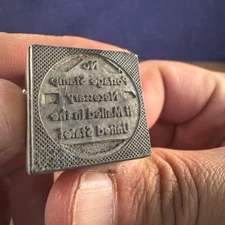 No
Postage Stamp
Necessary
If Mailed in the
United States